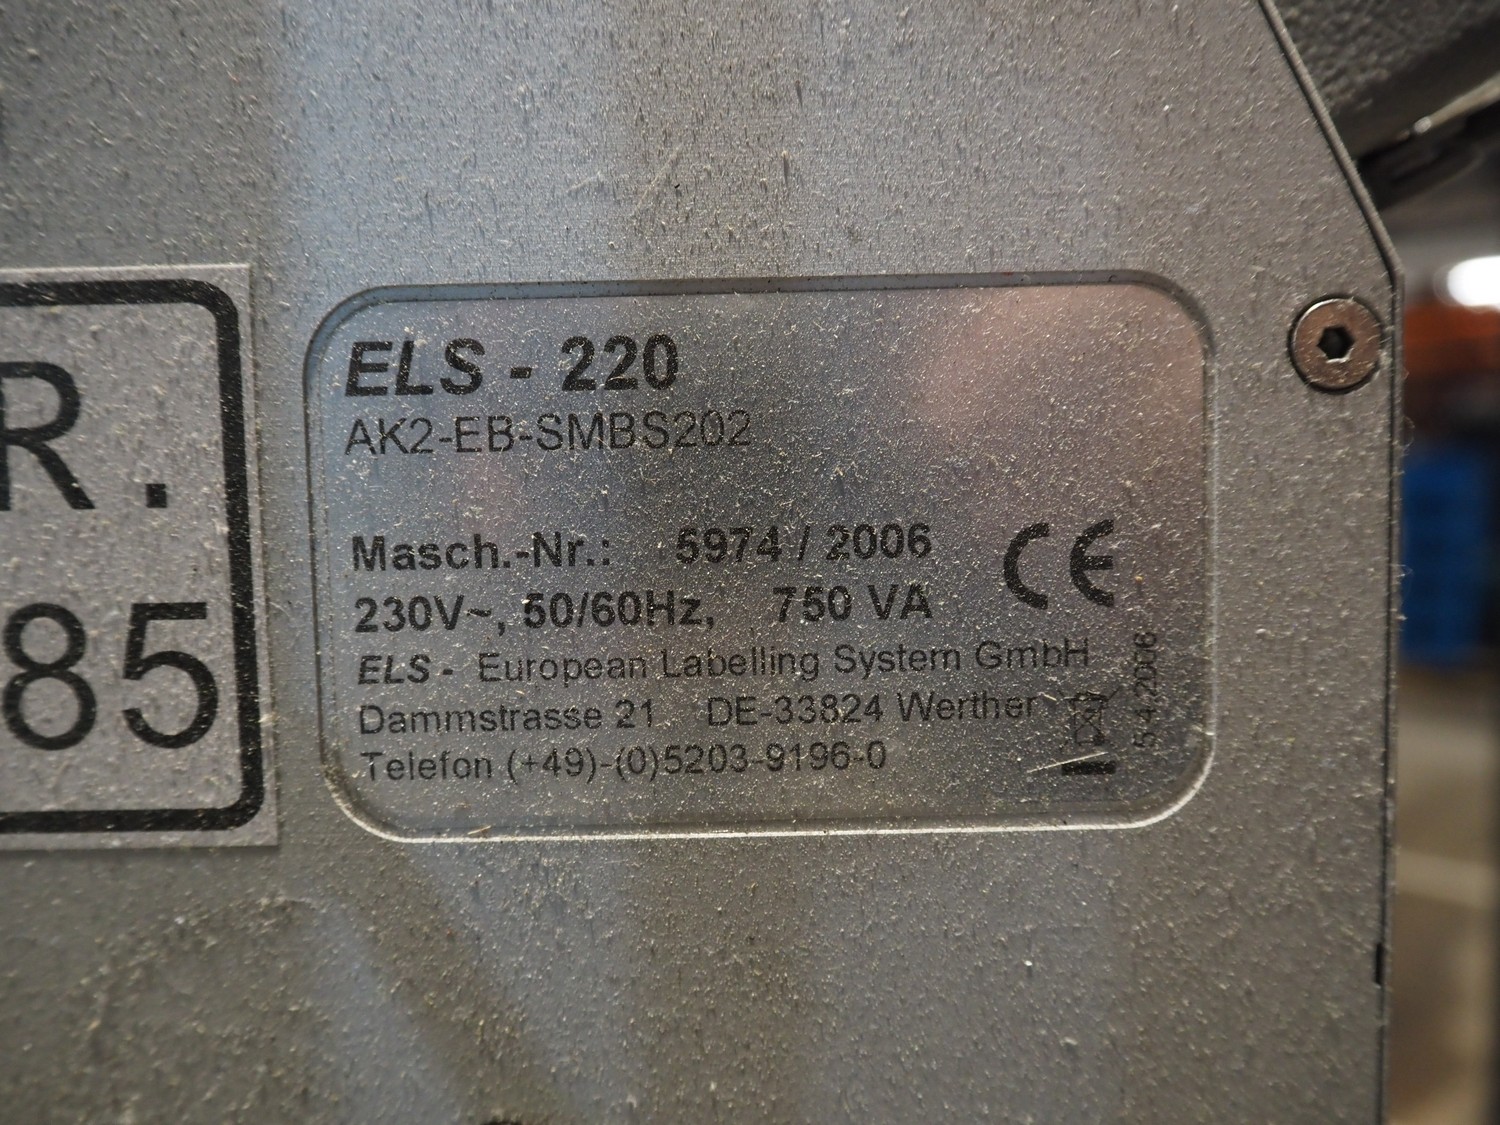 R.
85
ELS - 220
AK2-EB-SMBS202
Masch.-Nr.: 5974 / 2006
230V~, 50/60Hz, 750 VA
CE
ELS - European Labelling System GmbH
Dammstrasse 21 DE-33824 Werther
Telefon (+49)-(0)5203-9196-0
5.4.2006